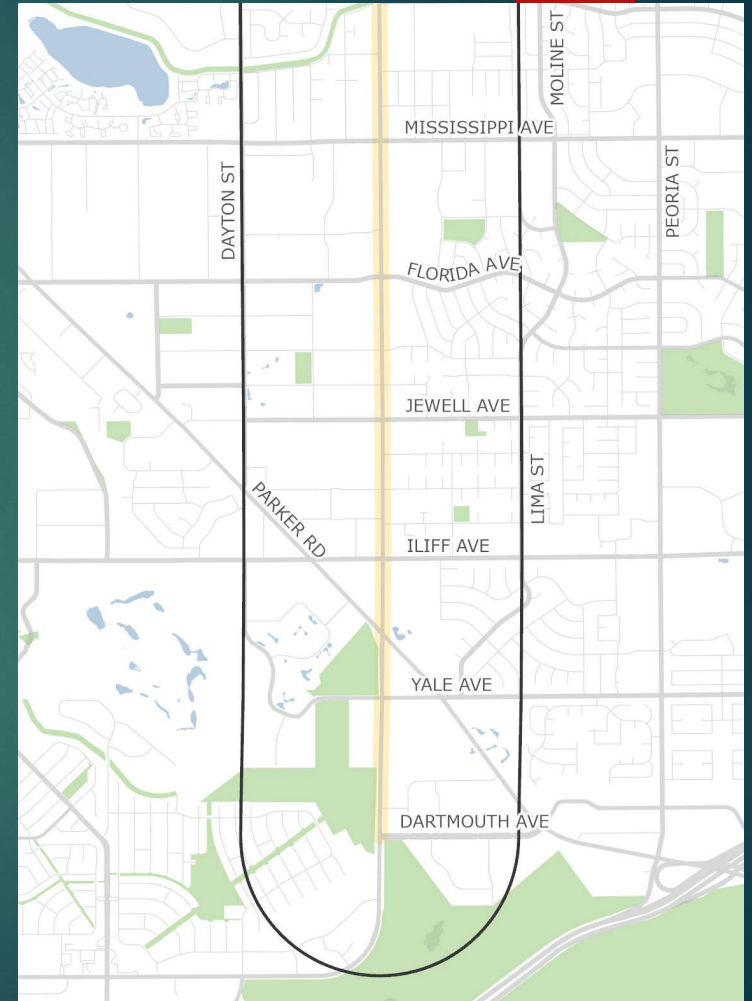 MOLINE ST
MISSISSIPPI AVE
PEORIA ST
DAYTON ST
FLORIDA AVE
JEWELL AVE
LIMA ST
PARKER RD
ILIFF AVE
YALE AVE
DARTMOUTH AVE